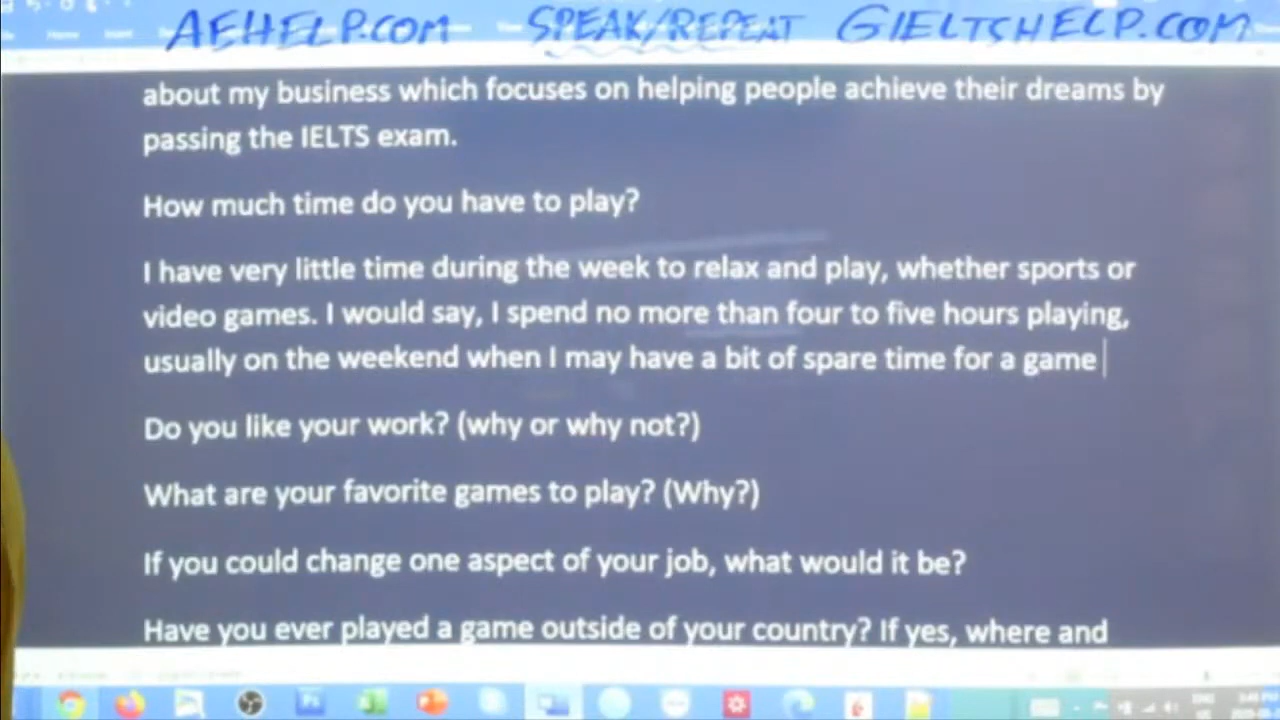 AEHELP.COM SPEAK/REPEAT GIELTSHELP.COM
about my business which focuses on helping people achieve their dreams by
passing the IELTS exam.
How much time do you have to play?
I have very little time during the week to relax and play, whether sports or
video games. I would say, I spend no more than four to five hours playing,
usually on the weekend when I may have a bit of spare time for a game
Do you like your work? (why or why not?)
What are your favorite games to play? (Why?)
If you could change one aspect of your job, what would it be?
Have you ever played a game outside of your country? If yes, where and